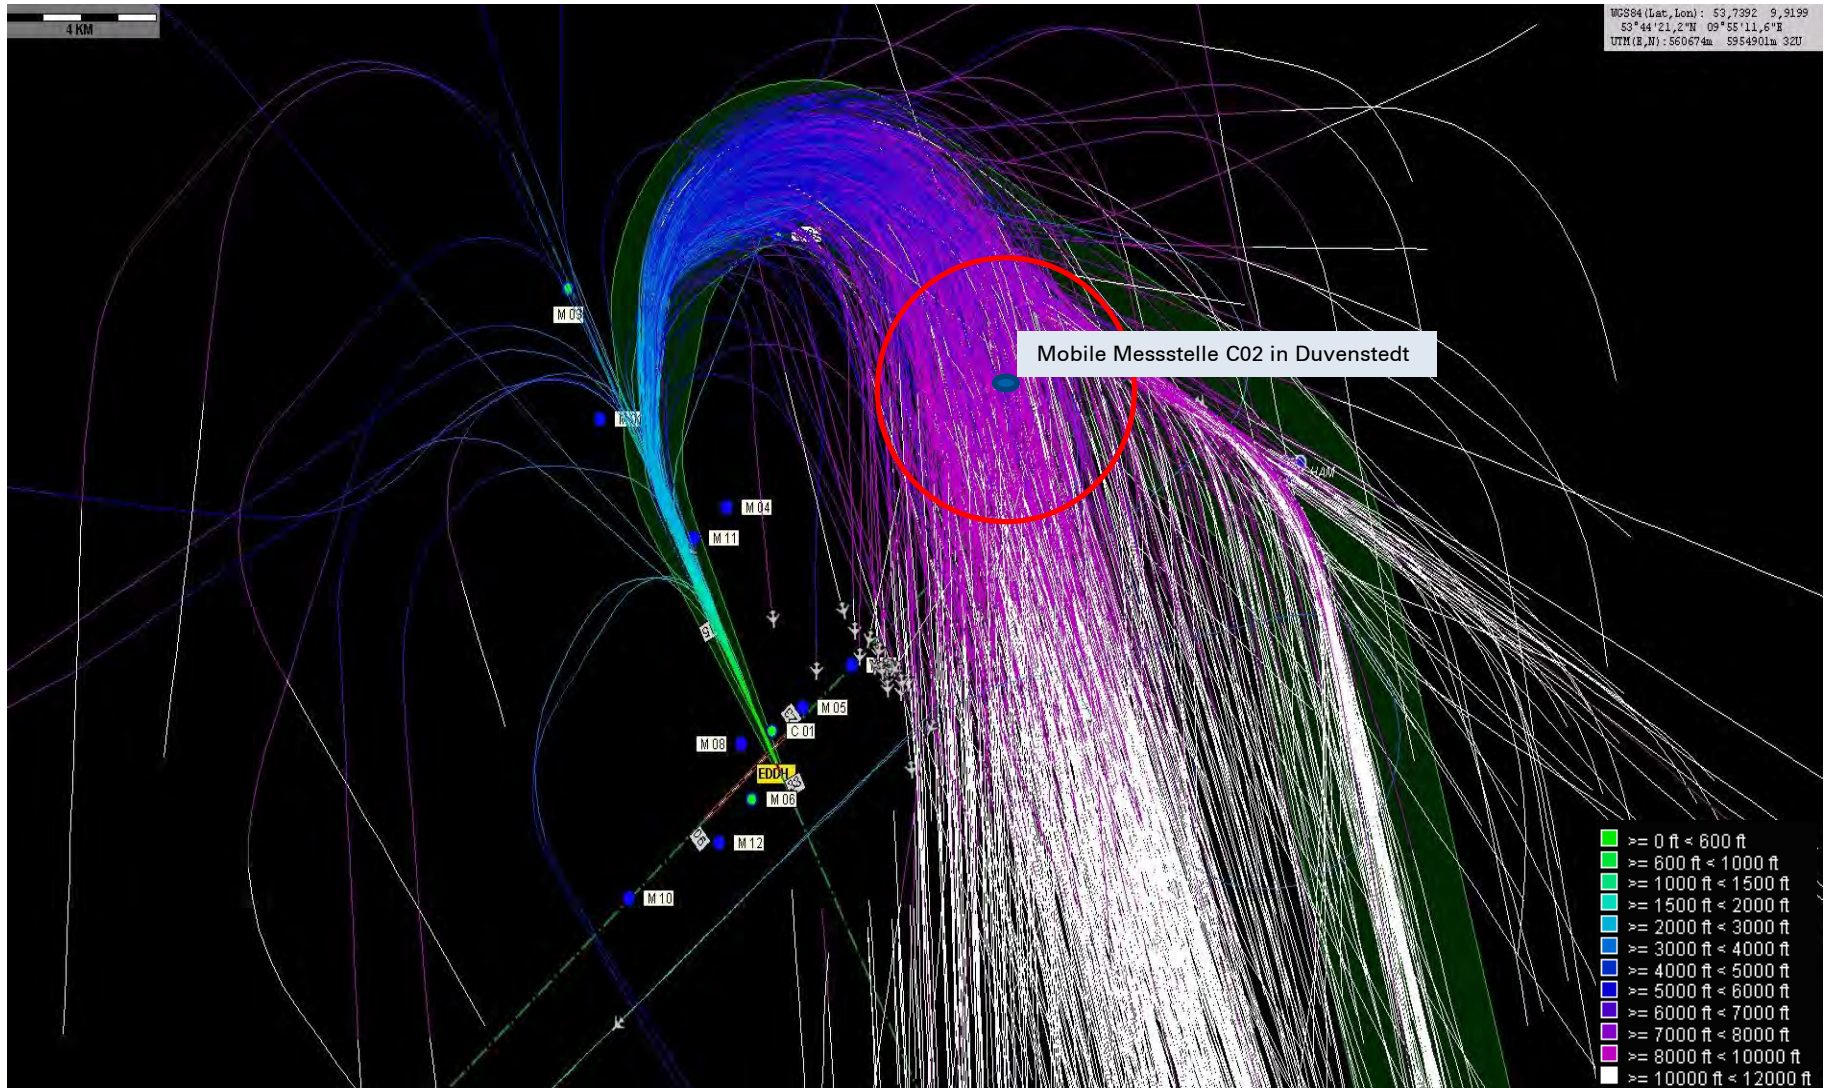 4 KM
WGS84(Lat,Lon): 53,7392 9,9199
53°44'21,2"N 09°55'11,6"E
UTM(E,N):560674m 5954901m 32U
M 03
Mobile Messstelle C02 in Duvenstedt
HAM
M 04
M 11
15
M 05
23
C 01
M 08
EDDH
33
M 06
05
M 12
M 10
>= 0 ft < 600 ft
>= 600 ft < 1000 ft
>= 1000 ft < 1500 ft
>= 1500 ft < 2000 ft
>= 2000 ft < 3000 ft
>= 3000 ft < 4000 ft
>= 4000 ft < 5000 ft
>= 5000 ft < 6000 ft
>= 6000 ft < 7000 ft
>= 7000 ft < 8000 ft
>= 8000 ft < 10000 ft
>= 10000 ft < 12000 ft